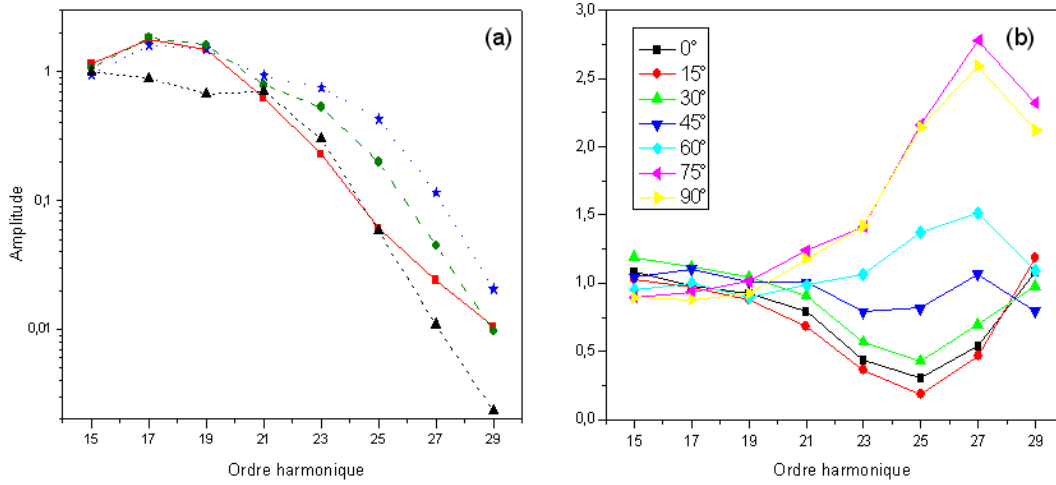 (a)
Amplitude
1
0,1
0,01
15 17 19 21 23 25 27 29
Ordre harmonique
(b)
3,0
2,5
2,0
1,5
1,0
0,5
0,0
0°
15°
30°
45°
60°
75°
90°
15 17 19 21 23 25 27 29
Ordre harmonique